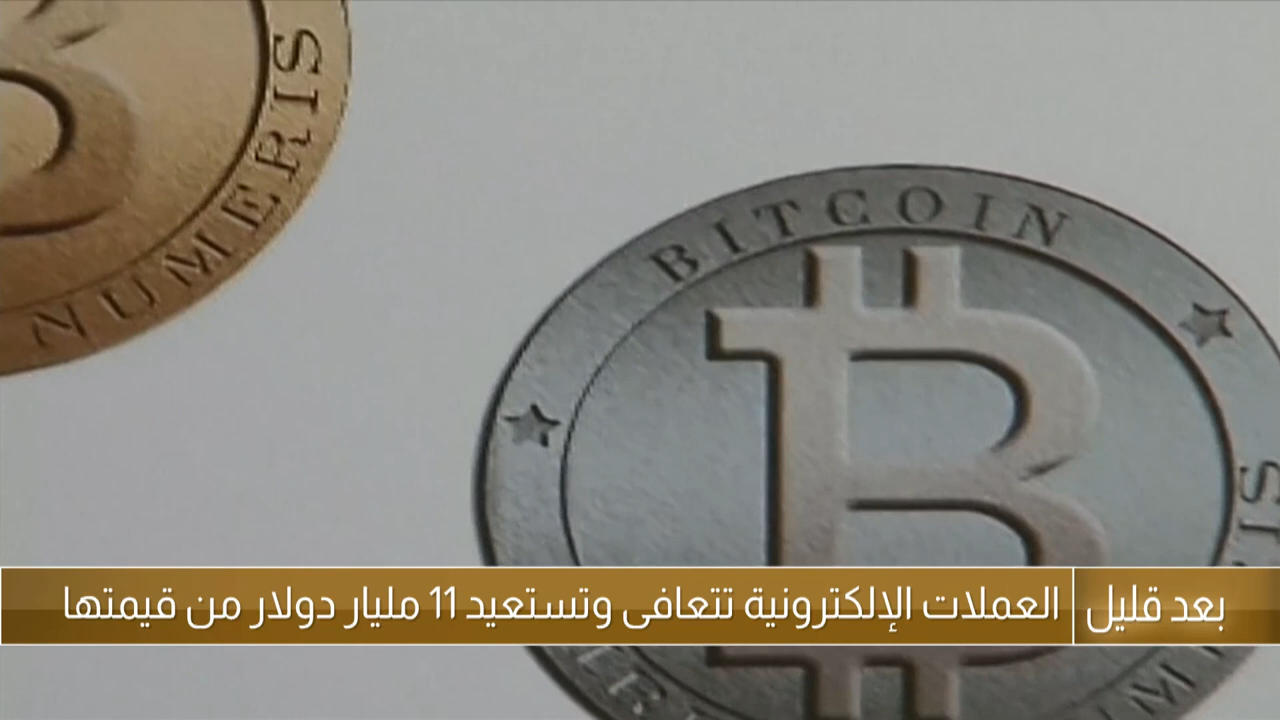 NUMERIS
BITCOIN
بعد قليل
العملات الإلكترونية تتعافى وتستعيد 11 مليار دولار من قيمتها